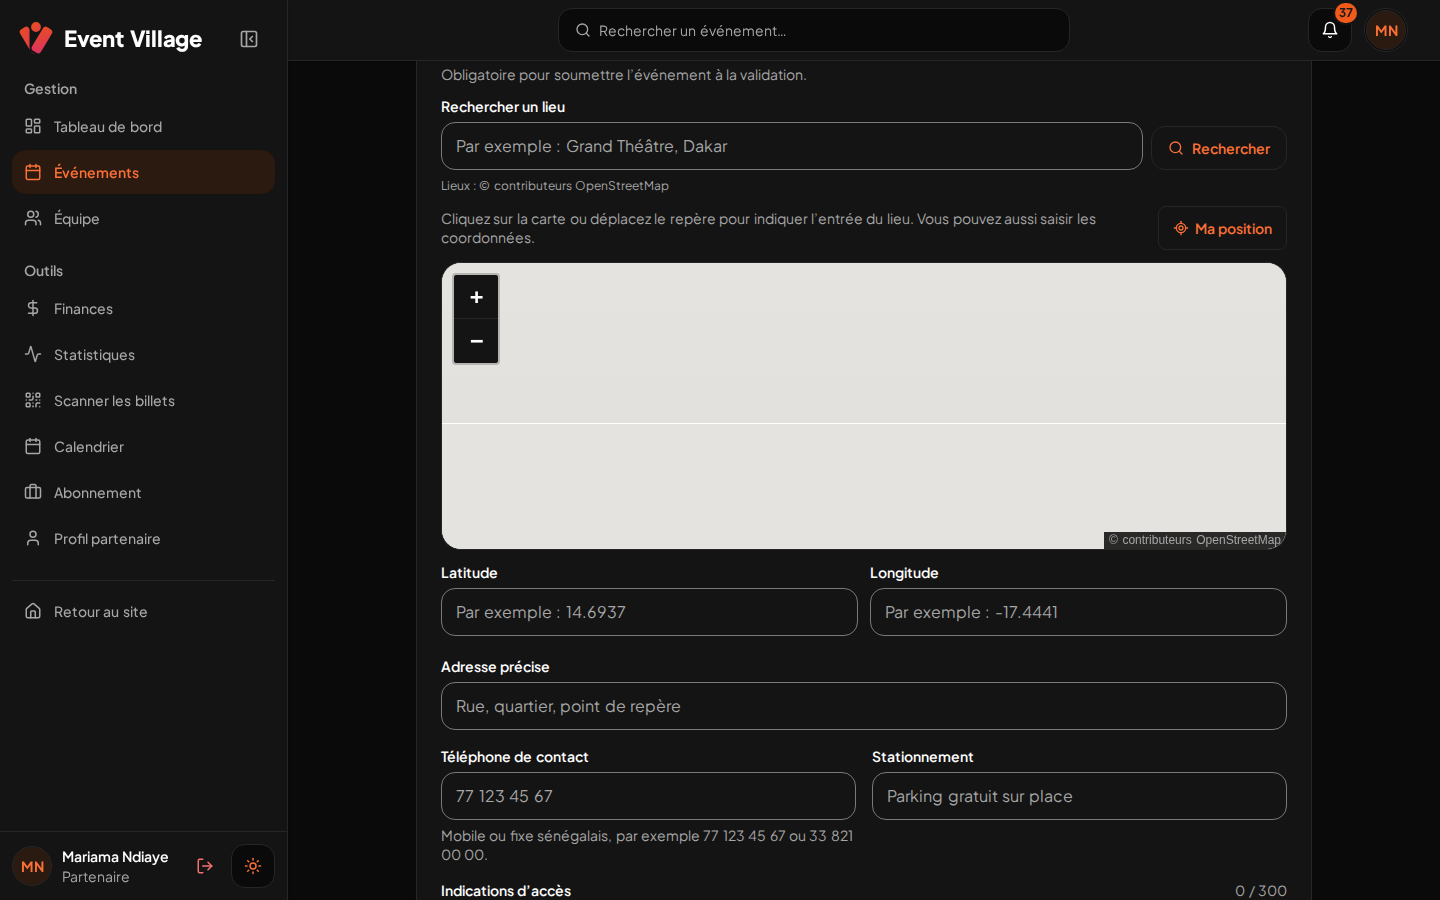 Event Village
Rechercher un événement...
37
MN
Gestion
Tableau de bord
Événements
Équipe
Outils
Finances
Statistiques
Scanner les billets
Calendrier
Abonnement
Profil partenaire
Retour au site
MN
Mariama Ndiaye
Partenaire
Obligatoire pour soumettre l’événement à la validation.
Rechercher un lieu
Par exemple : Grand Théâtre, Dakar
Rechercher
Lieux : © contributeurs OpenStreetMap
Cliquez sur la carte ou déplacez le repère pour indiquer l’entrée du lieu. Vous pouvez aussi saisir les
coordonnées.
Ma position
+
−
© contributeurs OpenStreetMap
Latitude
Longitude
Par exemple : 14.6937
Par exemple : -17.4441
Adresse précise
Rue, quartier, point de repère
Téléphone de contact
Stationnement
77 123 45 67
Parking gratuit sur place
Mobile ou fixe sénégalais, par exemple 77 123 45 67 ou 33 821
00 00.
Indications d’accès
0 / 300